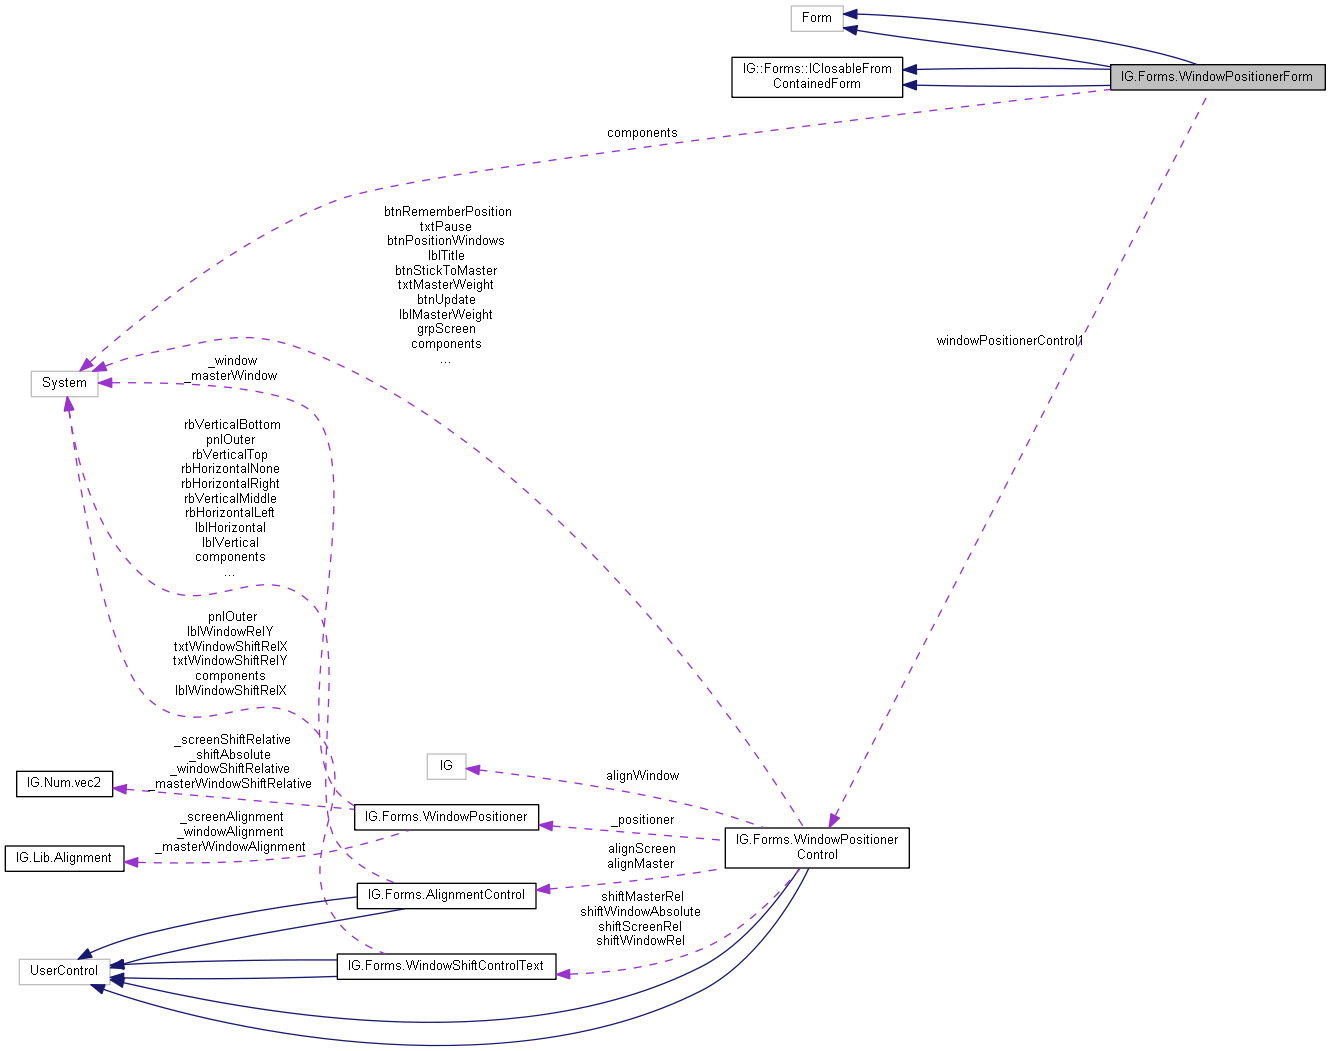 Form
IG::Forms::IClosableFrom
ContainedForm
IG.Forms.WindowPositionerForm
components
btnRememberPosition
txtPause
btnPositionWindows
lblTitle
btnStickToMaster
txtMasterWeight
btnUpdate
lblMasterWeight
grpScreen
components
...
windowPositionerControl1
_window
_masterWindow
System
rbVerticalBottom
pnlOuter
rbVerticalTop
rbHorizontalNone
rbHorizontalRight
rbVerticalMiddle
rbHorizontalLeft
lblHorizontal
lblVertical
components
...
pnlOuter
lblWindowRelY
txtWindowShiftRelX
txtWindowShiftRelY
components
lblWindowShiftRelX
_screenShiftRelative
_shiftAbsolute
_windowShiftRelative
_masterWindowShiftRelative
IG.Num.vec2
IG
alignWindow
_screenAlignment
_windowAlignment
_masterWindowAlignment
IG.Forms.WindowPositioner
_positioner
IG.Forms.WindowPositioner
Control
IG.Lib.Alignment
alignScreen
alignMaster
IG.Forms.AlignmentControl
shiftMasterRel
shiftWindowAbsolute
shiftScreenRel
shiftWindowRel
UserControl
IG.Forms.WindowShiftControlText